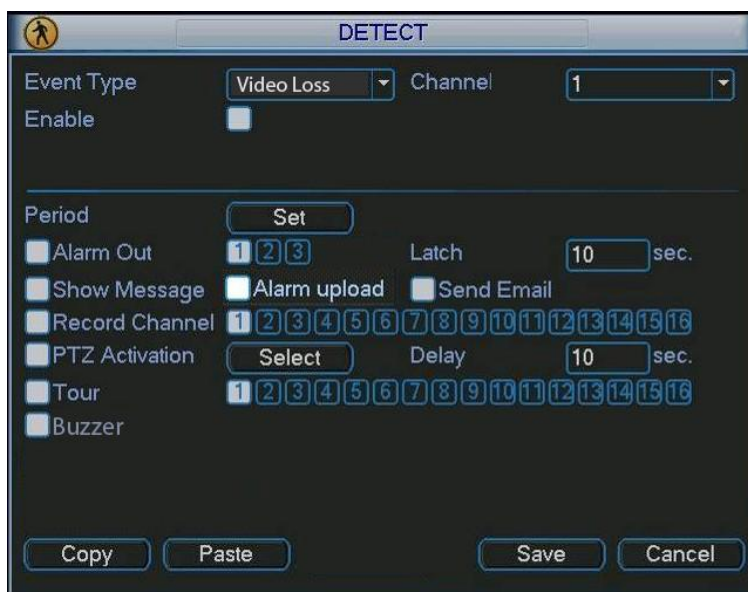 DETECT
Event Type Video Loss Channel 1
Enable
Period Set
Alarm Out 1 2 3 Latch 10 sec.
Show Message Alarm upload Send Email
Record Channel 1 2 3 4 5 6 7 8 9 10 11 12 13 14 15 16
PTZ Activation Select Delay 10 sec.
Tour 1 2 3 4 5 6 7 8 9 10 11 12 13 14 15 16
Buzzer
Copy Paste Save Cancel